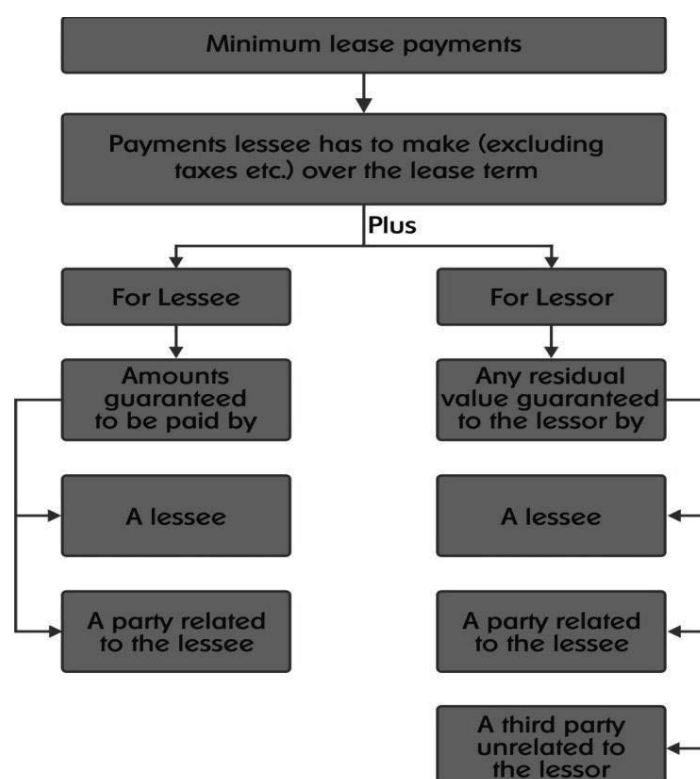 Minimum lease payments
Payments lessee has to make (excluding
taxes etc.) over the lease term
Plus
For Lessee
For Lessor
Amounts
guaranteed
to be paid by
Any residual
value guaranteed
to the lessor by
A lessee
A lessee
A party related
to the lessee
A party related
to the lessee
A third party
unrelated to
the lessor